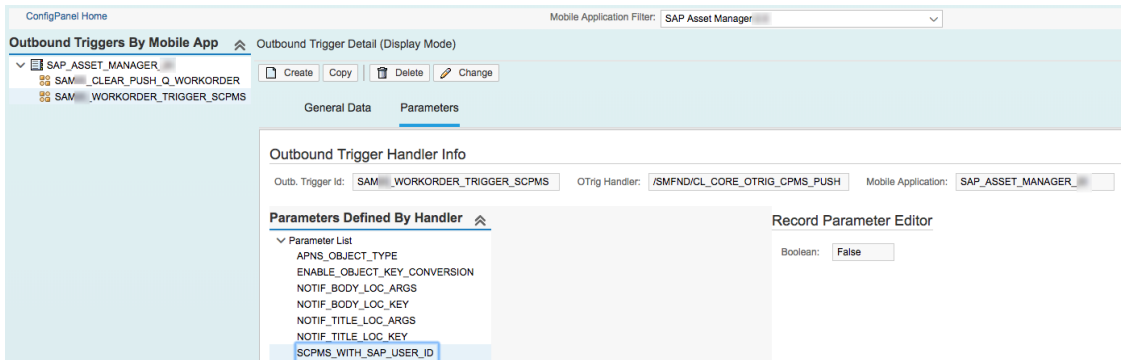 ConfigPanel Home
Mobile Application Filter: SAP Asset Manager
Outbound Triggers By Mobile App
Outbound Trigger Detail (Display Mode)
SAP_ASSET_MANAGER_
SAM _CLEAR_PUSH_Q_WORKORDER
SAM _WORKORDER_TRIGGER_SCPMS
Create Copy Delete Change
General Data Parameters
Outbound Trigger Handler Info
Outb. Trigger Id: SAM _WORKORDER_TRIGGER_SCPMS OTrig Handler: /SMFND/CL_CORE_OTRIG_CPMS_PUSH Mobile Application: SAP_ASSET_MANAGER_
Parameters Defined By Handler
Record Parameter Editor
Parameter List
Boolean: False
APNS_OBJECT_TYPE
ENABLE_OBJECT_KEY_CONVERSION
NOTIF_BODY_LOC_ARGS
NOTIF_BODY_LOC_KEY
NOTIF_TITLE_LOC_ARGS
NOTIF_TITLE_LOC_KEY
SCPMS_WITH_SAP_USER_ID